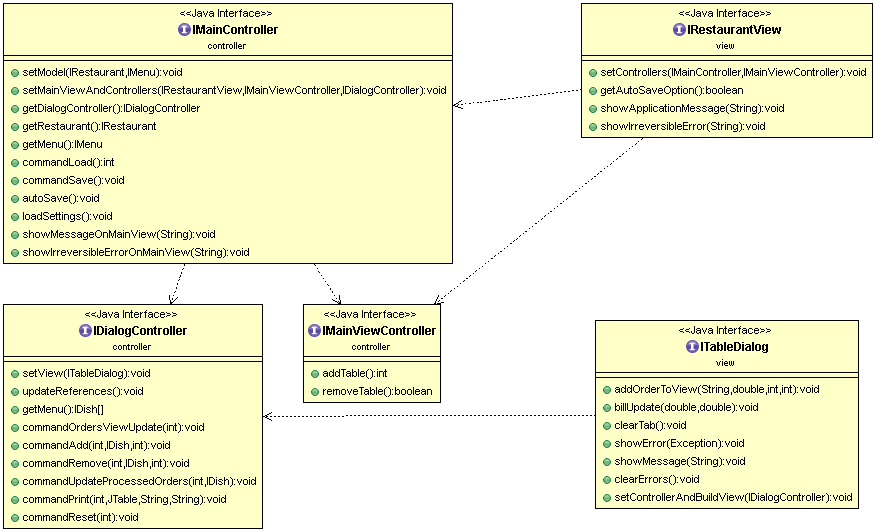 <<Java Interface>>
IMainController
controller
setModel(IRestaurant,IMenu):void
setMainViewAndControllers(IRestaurantView,IMainViewController,IDialogController):void
getDialogController():IDialogController
getRestaurant():IRestaurant
getMenu():IMenu
commandLoad():int
commandSave():void
autoSave():void
loadSettings():void
showMessageOnMainView(String):void
showIrreversibleErrorOnMainView(String):void
<<Java Interface>>
IRestaurantView
view
setControllers(IMainController,IMainViewController):void
getAutoSaveOption():boolean
showApplicationMessage(String):void
showIrreversibleError(String):void
<<Java Interface>>
IDialogController
controller
setView(ITableDialog):void
updateReferences():void
getMenu():IDish[]
commandOrdersViewUpdate(int):void
commandAdd(int,IDish,int):void
commandRemove(int,IDish,int):void
commandUpdateProcessedOrders(int,IDish):void
commandPrint(int,JTable,String,String):void
commandReset(int):void
<<Java Interface>>
IMainViewController
controller
addTable():int
removeTable():boolean
<<Java Interface>>
ITableDialog
view
addOrderToView(String,double,int,int):void
billUpdate(double,double):void
clearTab():void
showError(Exception):void
showMessage(String):void
clearErrors():void
setControllerAndBuildView(IDialogController):void